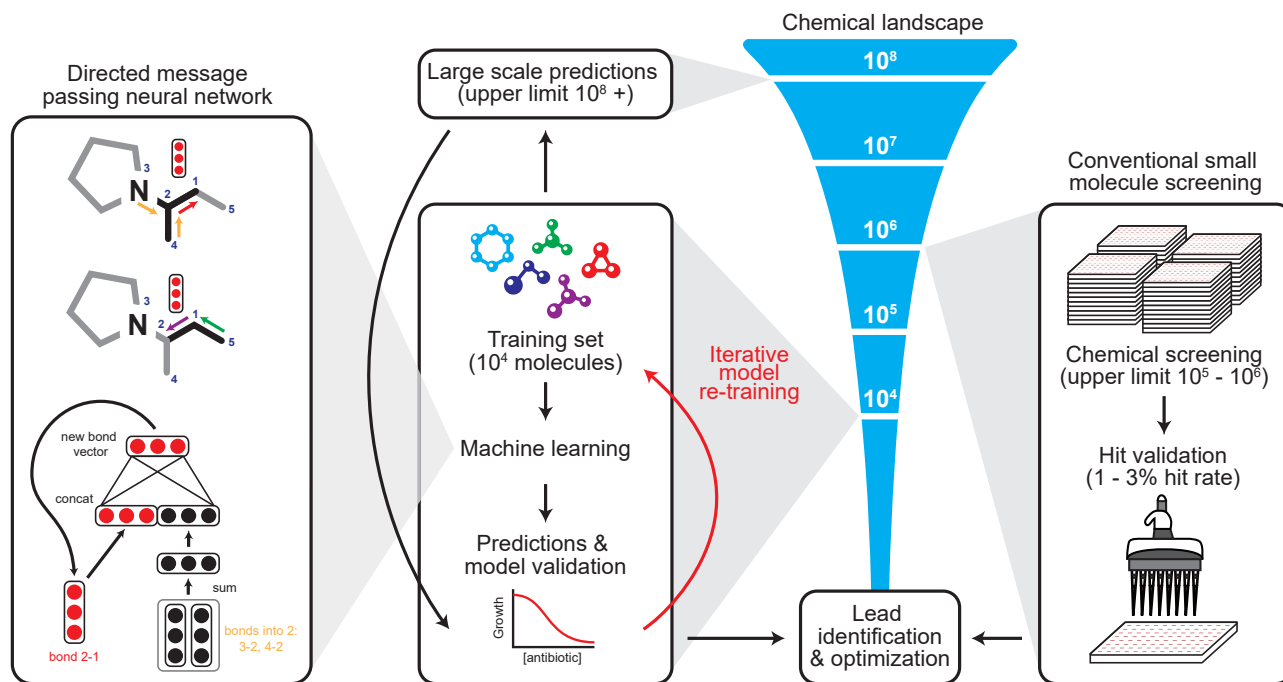 Directed message
passing neural network
3
N
2
1
5
4
3
N
2
1
5
4
new bond
vector
concat
sum
bond 2-1
bonds into 2:
3-2, 4-2
Large scale predictions
(upper limit 10⁸ +)
Training set
(10⁴ molecules)
Machine learning
Predictions &
model validation
Growth
[antibiotic]
Iterative
model
re-training
Chemical landscape
10⁸
10⁷
10⁶
10⁵
10⁴
Lead
identification
& optimization
Conventional small
molecule screening
Chemical screening
(upper limit 10⁵ - 10⁶)
Hit validation
(1 - 3% hit rate)